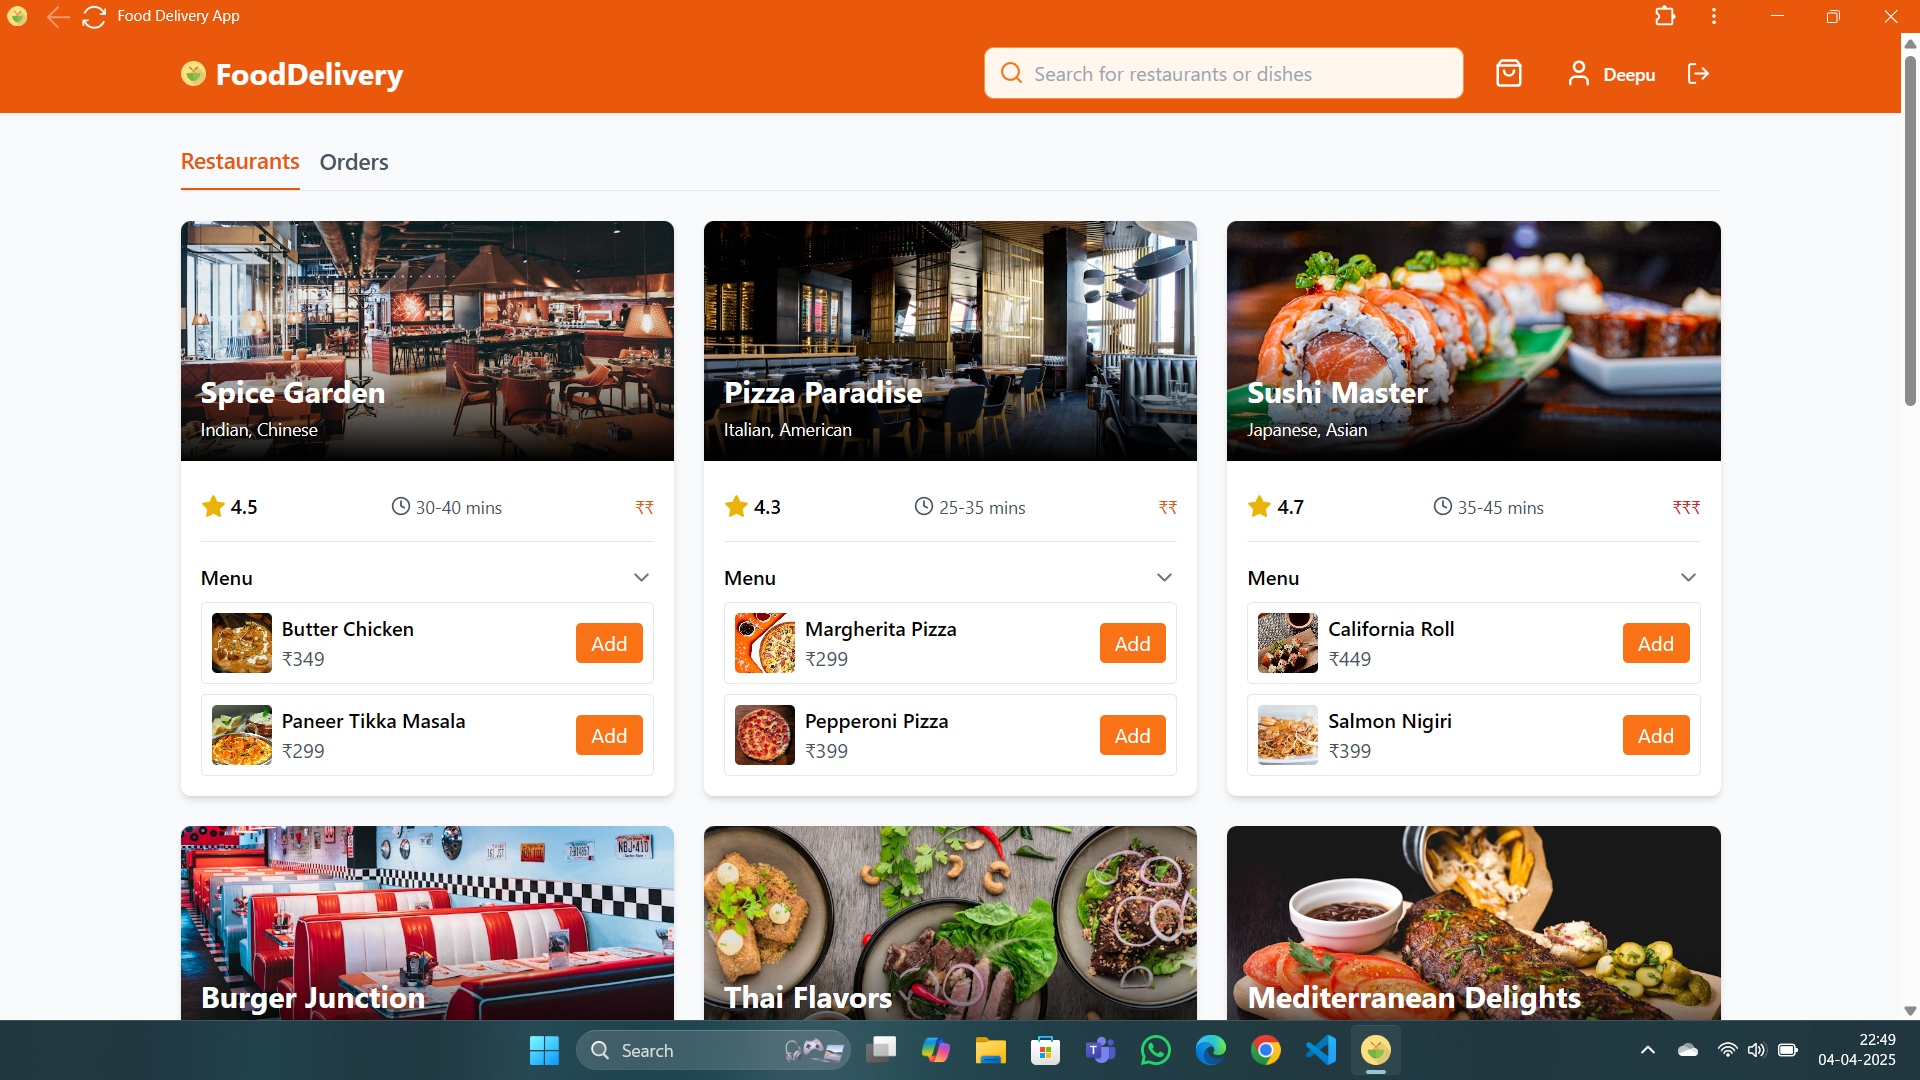 Food Delivery App
FoodDelivery
Search for restaurants or dishes
Deepu
Restaurants Orders
Spice Garden
Indian, Chinese
4.5 30-40 mins ₹₹
Menu
Butter Chicken
₹349
Add
Paneer Tikka Masala
₹299
Add
Pizza Paradise
Italian, American
4.3 25-35 mins ₹₹
Menu
Margherita Pizza
₹299
Add
Pepperoni Pizza
₹399
Add
Sushi Master
Japanese, Asian
4.7 35-45 mins ₹₹₹
Menu
California Roll
₹449
Add
Salmon Nigiri
₹399
Add
NBJ·410
Burger Junction
Thai Flavors
Mediterranean Delights
Search
22:49
04-04-2025